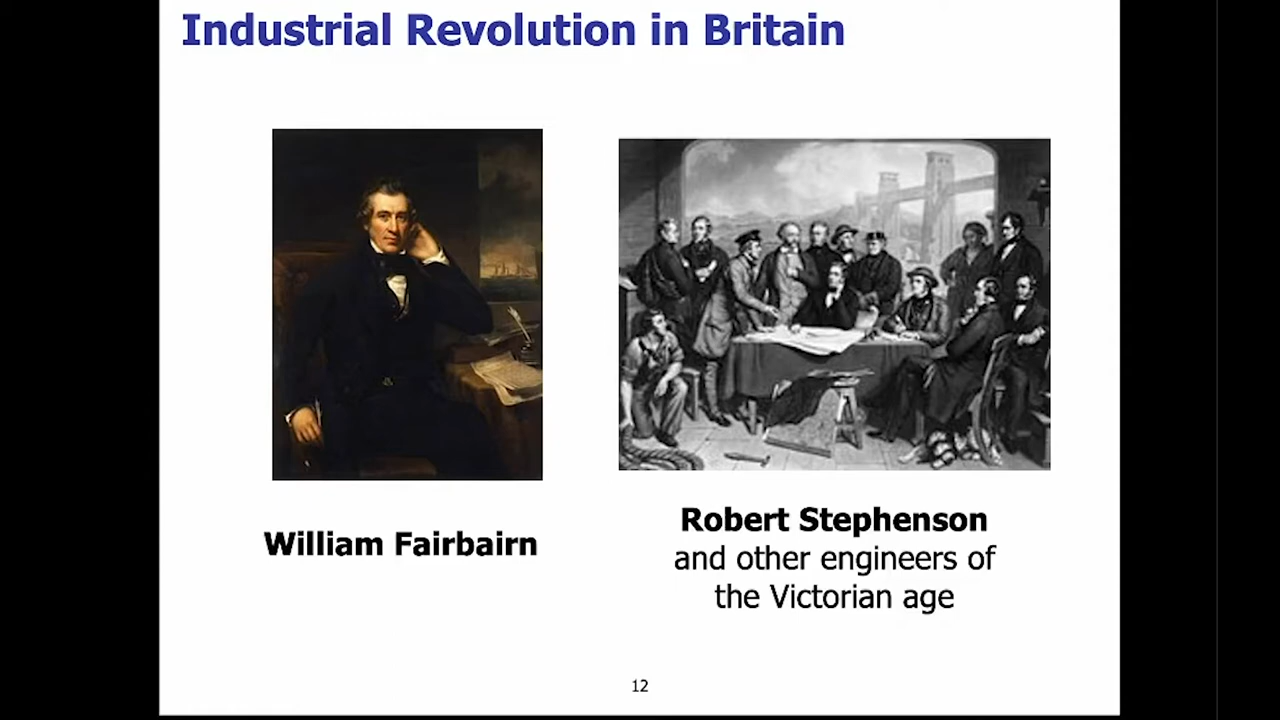 Industrial Revolution in Britain
William Fairbairn
Robert Stephenson
and other engineers of
the Victorian age
12